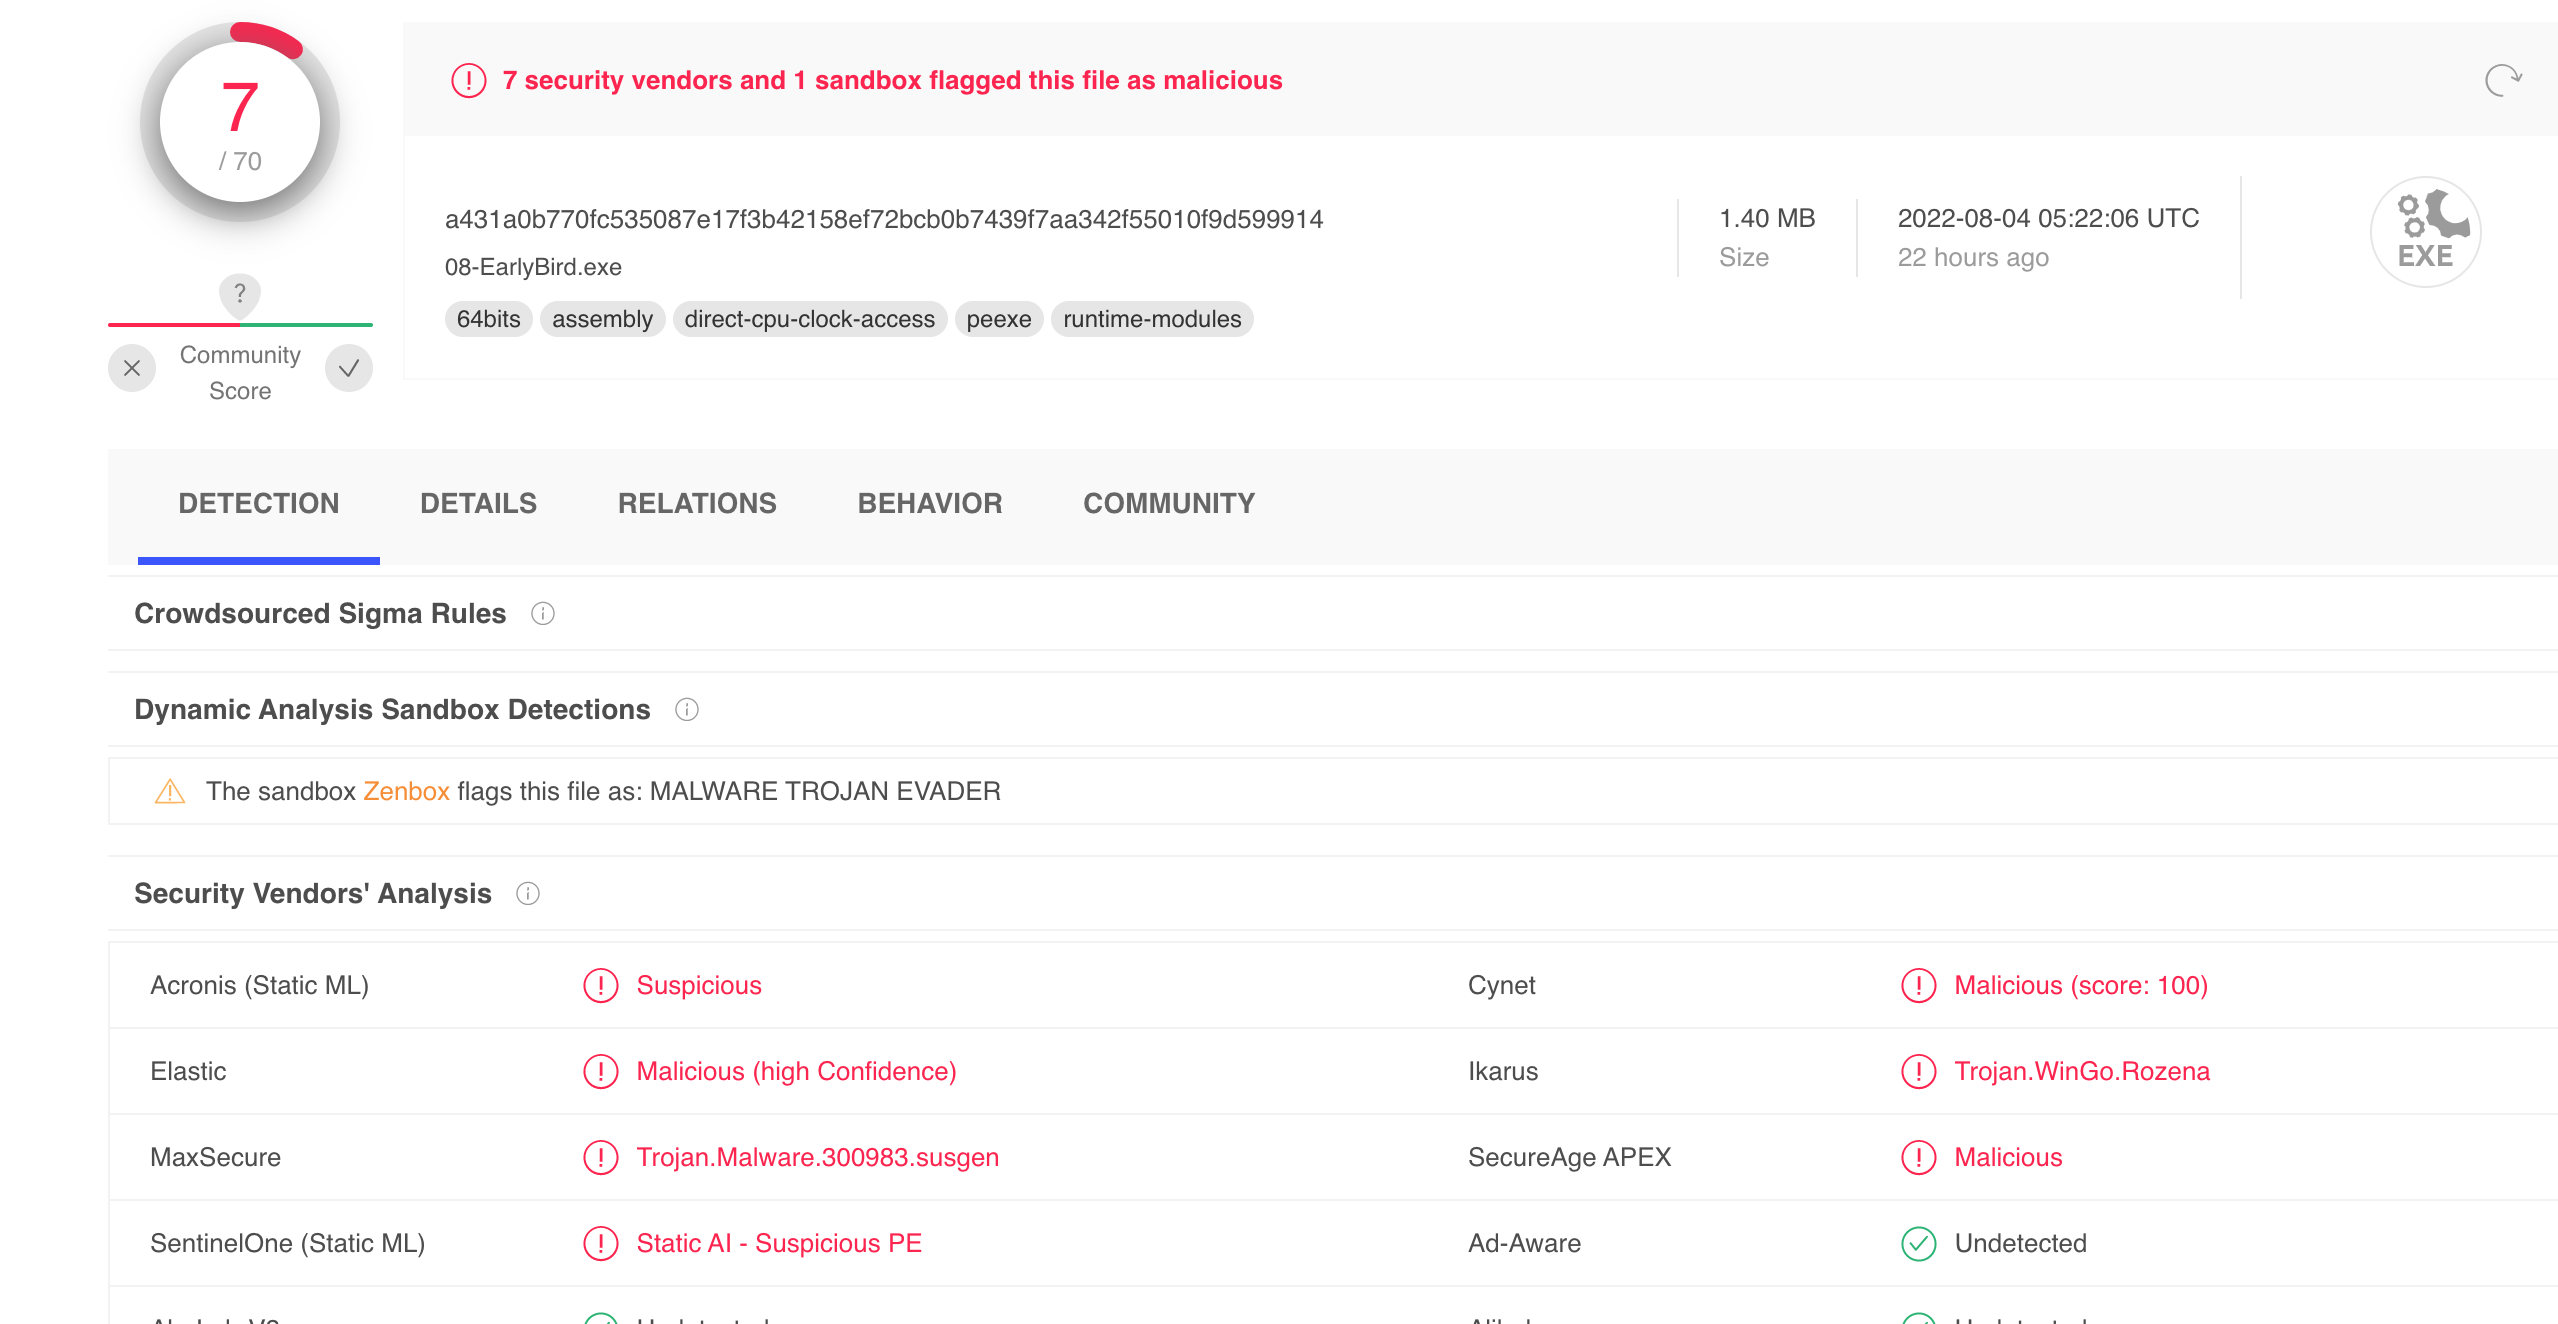 7
/ 70
?
Community
Score
7 security vendors and 1 sandbox flagged this file as malicious
a431a0b770fc535087e17f3b42158ef72bcb0b7439f7aa342f55010f9d599914
08-EarlyBird.exe
64bits assembly direct-cpu-clock-access peexe runtime-modules
1.40 MB
Size
2022-08-04 05:22:06 UTC
22 hours ago
EXE
DETECTION DETAILS RELATIONS BEHAVIOR COMMUNITY
Crowdsourced Sigma Rules
Dynamic Analysis Sandbox Detections
The sandbox Zenbox flags this file as: MALWARE TROJAN EVADER
Security Vendors' Analysis
Acronis (Static ML) Suspicious Cynet Malicious (score: 100)
Elastic Malicious (high Confidence) Ikarus Trojan.WinGo.Rozena
MaxSecure Trojan.Malware.300983.susgen SecureAge APEX Malicious
SentinelOne (Static ML) Static AI - Suspicious PE Ad-Aware Undetected